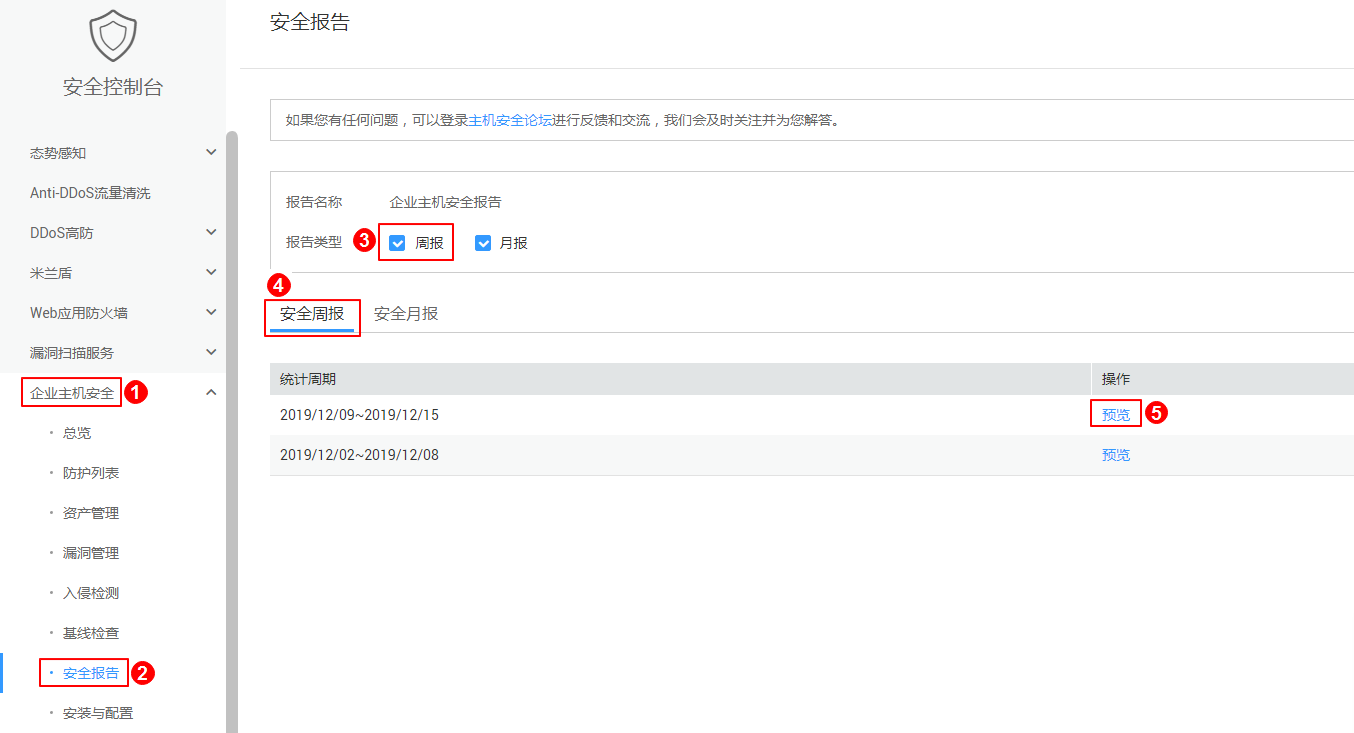 安全控制台
态势感知
Anti-DDoS流量清洗
DDoS高防
米兰盾
Web应用防火墙
漏洞扫描服务
企业主机安全 1
· 总览
· 防护列表
· 资产管理
· 漏洞管理
· 入侵检测
· 基线检查
· 安全报告 2
· 安装与配置
安全报告
如果您有任何问题，可以登录主机安全论坛进行反馈和交流，我们会及时关注并为您解答。
报告名称 企业主机安全报告
报告类型 3 周报 月报
4
安全周报 安全月报
统计周期 操作
2019/12/09~2019/12/15 预览 5
2019/12/02~2019/12/08 预览